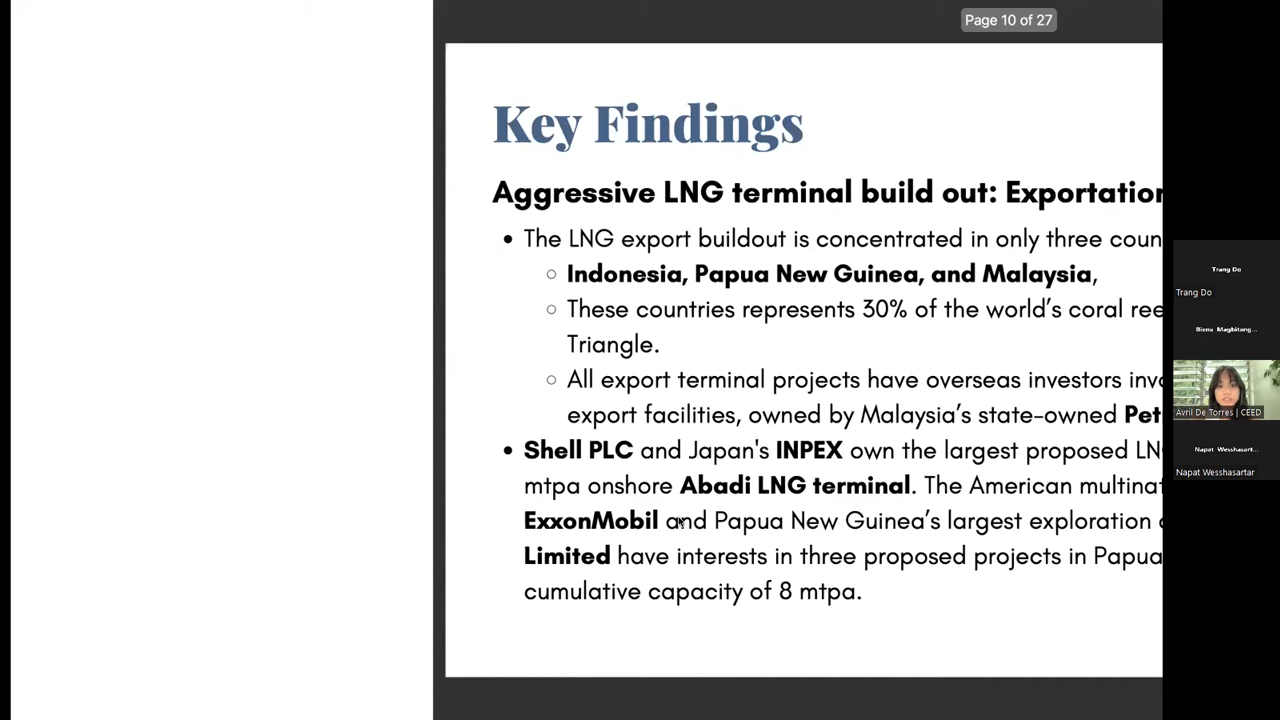 Page 10 of 27
Key Findings
Aggressive LNG terminal build out: Exportation
The LNG export buildout is concentrated in only three coun
Indonesia, Papua New Guinea, and Malaysia,
These countries represents 30% of the world's coral ree
Triangle.
All export terminal projects have overseas investors invo
export facilities, owned by Malaysia's state-owned Pet
Shell PLC and Japan's INPEX own the largest proposed LN
mtpa onshore Abadi LNG terminal. The American multinat
ExxonMobil and Papua New Guinea's largest exploration
Limited have interests in three proposed projects in Papua
cumulative capacity of 8 mtpa.
Trang Do
Trang Do
Biena Magbitang...
Avril De Torres | CEED
Napat Wesshasart...
Napat Wesshasartar